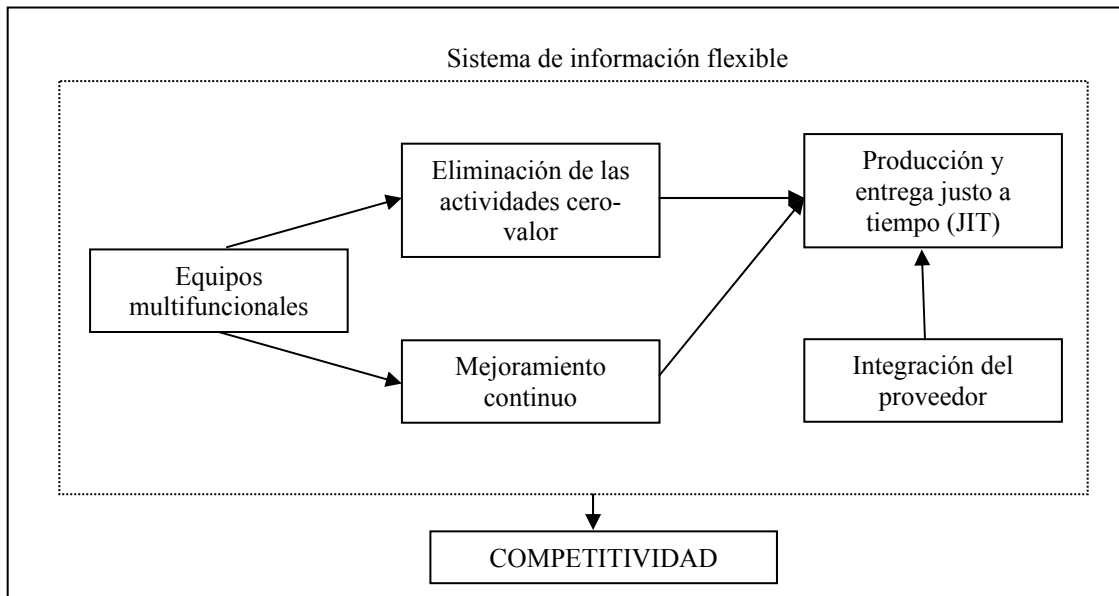 Sistema de información flexible
Eliminación de las
actividades cero-
valor
Producción y
entrega justo a
tiempo (JIT)
Equipos
multifuncionales
Mejoramiento
continuo
Integración del
proveedor
COMPETITIVIDAD